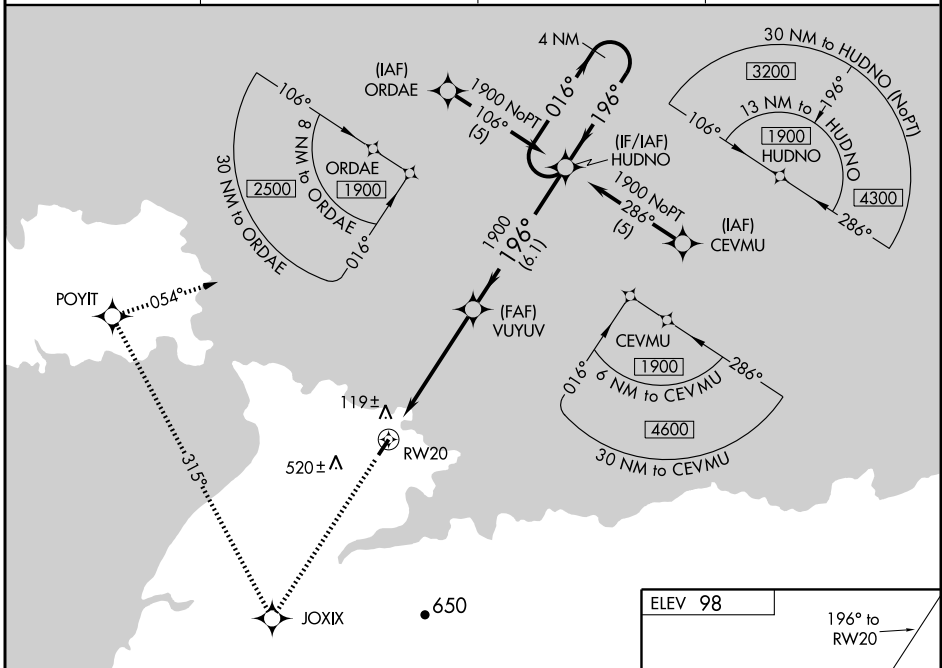 4 NM
30 NM to HUDNO (NoPT)
(IAF)
ORDAE
1900 NoPT
106°
(5)
016°
196°
(IF/IAF)
HUDNO
3200
196°
13 NM to HUDNO
106°
1900
HUDNO
4300
286°
106°
8 NM to ORDAE
ORDAE
2500
1900
30 NM to ORDAE
016°
1900 NoPT
286°
(5)
(IAF)
CEVMU
1900
196°
(6.1)
POYIT
054°
(FAF)
VUYUV
CEVMU
1900
016°
286°
6 NM to CEVMU
4600
30 NM to CEVMU
119±
RW20
520±
315°
JOXIX
650
ELEV 98
196° to
RW20